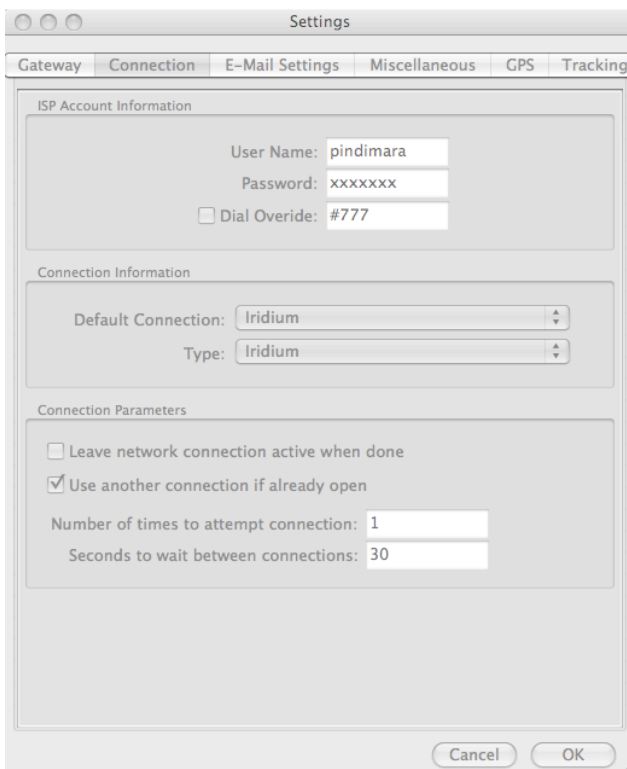 Settings
Gateway Connection E-Mail Settings Miscellaneous GPS Tracking
ISP Account Information
User Name: pindimara
Password: xxxxxxx
Dial Overide: #777
Connection Information
Default Connection: Iridium
Type: Iridium
Connection Parameters
Leave network connection active when done
Use another connection if already open
Number of times to attempt connection: 1
Seconds to wait between connections: 30
Cancel OK